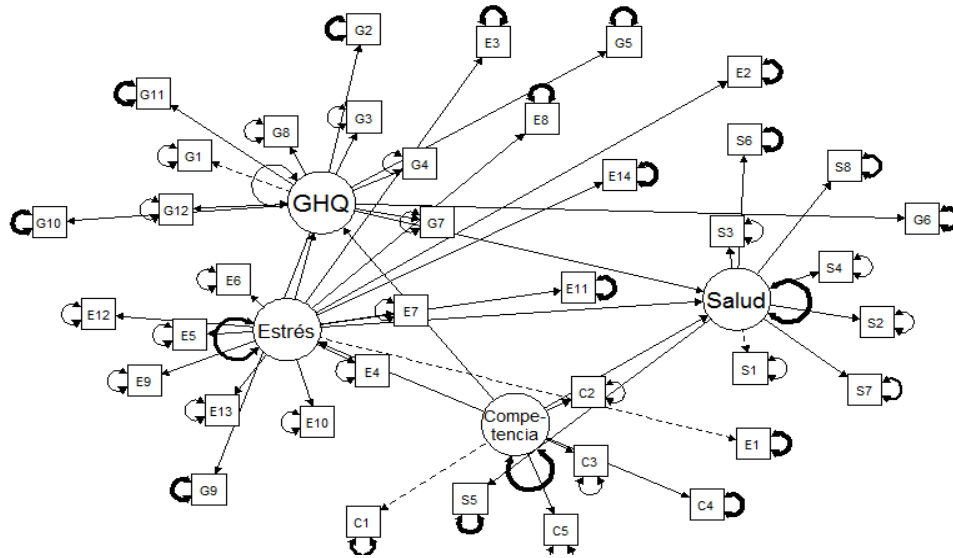 G2
E3
G5
E2
G11
E8
G3
G8
S6
G1
G4
S8
E14
GHQ
G12
G10
G7
G6
S3
S4
E6
E11
Salud
E12
E7
S2
Estrés
E5
S1
E4
E9
S7
C2
E13
E10
Compe-
tencia
E1
C3
G9
S5
C4
C1
C5